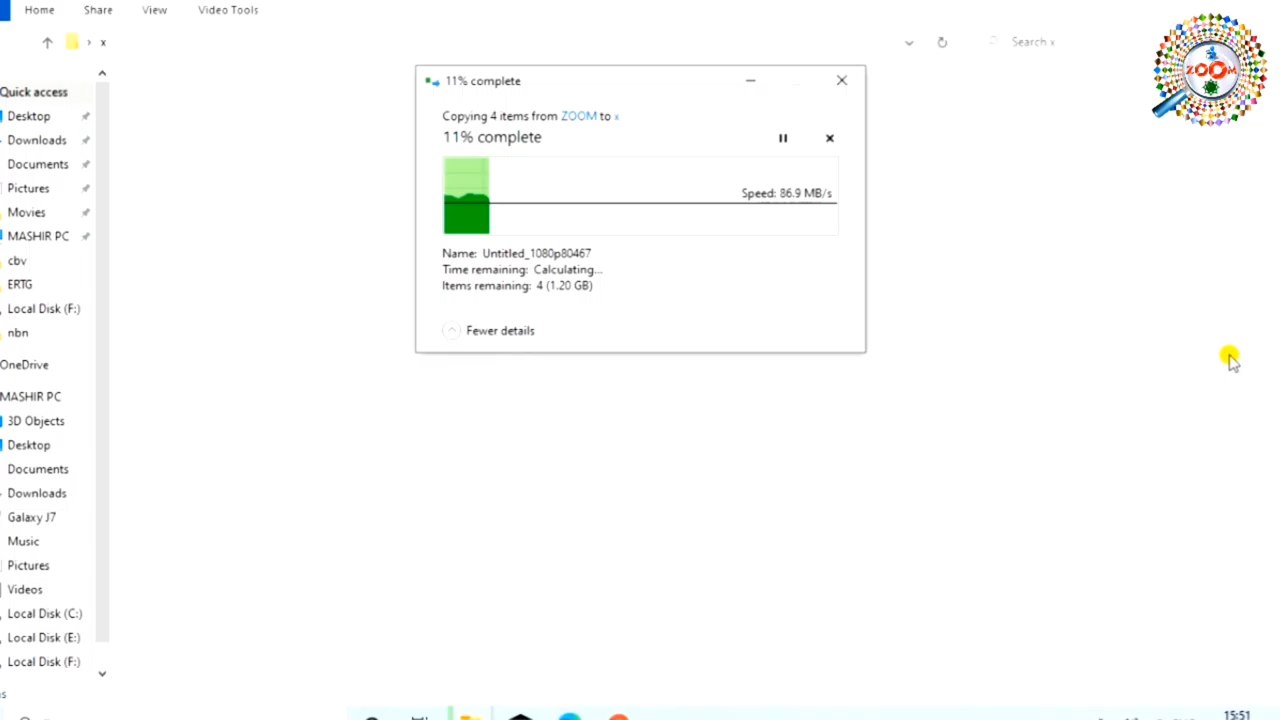 Home Share View Video Tools
x
Search x
ZOOM
Quick access
Desktop
Downloads
Documents
Pictures
Movies
MASHIR PC
cbv
ERTG
Local Disk (F:)
nbn
OneDrive
MASHIR PC
3D Objects
Desktop
Documents
Downloads
Galaxy J7
Music
Pictures
Videos
Local Disk (C:)
Local Disk (E:)
Local Disk (F:)
11% complete
Copying 4 items from ZOOM to x
11% complete
Speed: 86.9 MB/s
Name: Untitled_1080p80467
Time remaining: Calculating...
Items remaining: 4 (1.20 GB)
Fewer details
15:51